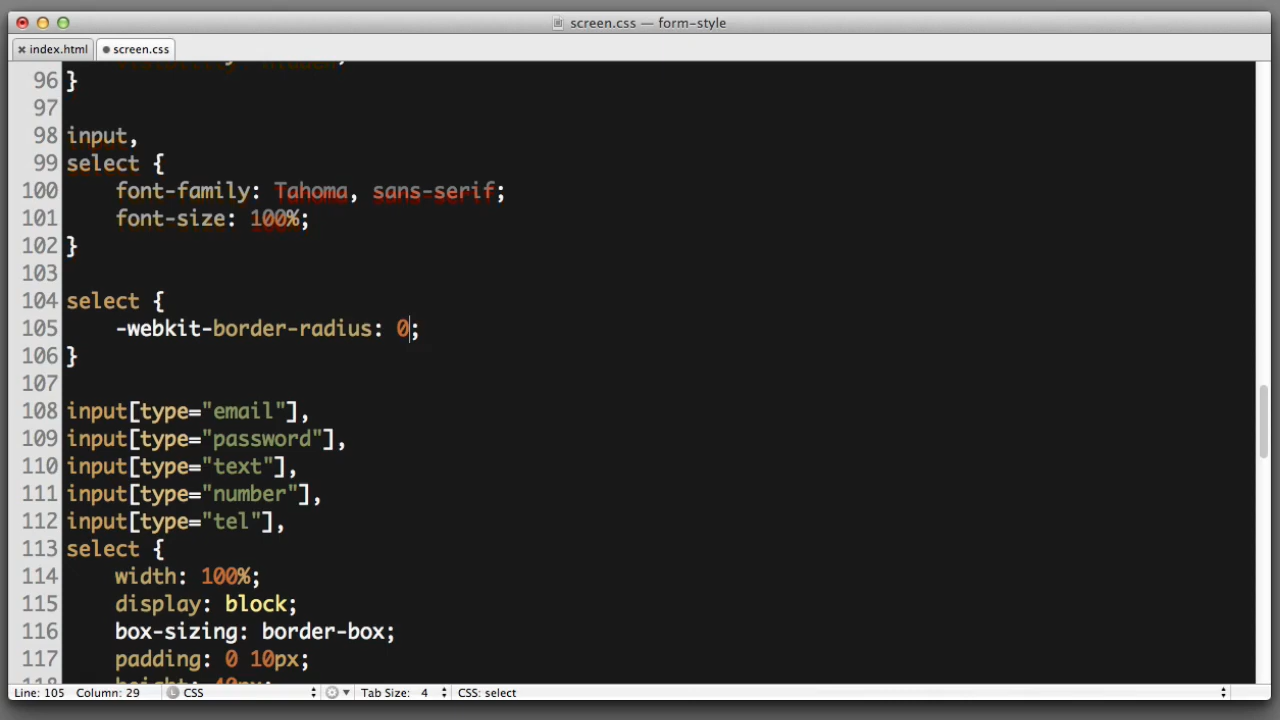 screen.css — form-style
index.html screen.css
96 }
97
98 input,
99 select {
100 font-family: Tahoma, sans-serif;
101 font-size: 100%;
102 }
103
104 select {
105 -webkit-border-radius: 0;
106 }
107
108 input[type="email"],
109 input[type="password"],
110 input[type="text"],
111 input[type="number"],
112 input[type="tel"],
113 select {
114 width: 100%;
115 display: block;
116 box-sizing: border-box;
117 padding: 0 10px;
118 height: 40px;
Line: 105 Column: 29 L CSS Tab Size: 4 CSS: select